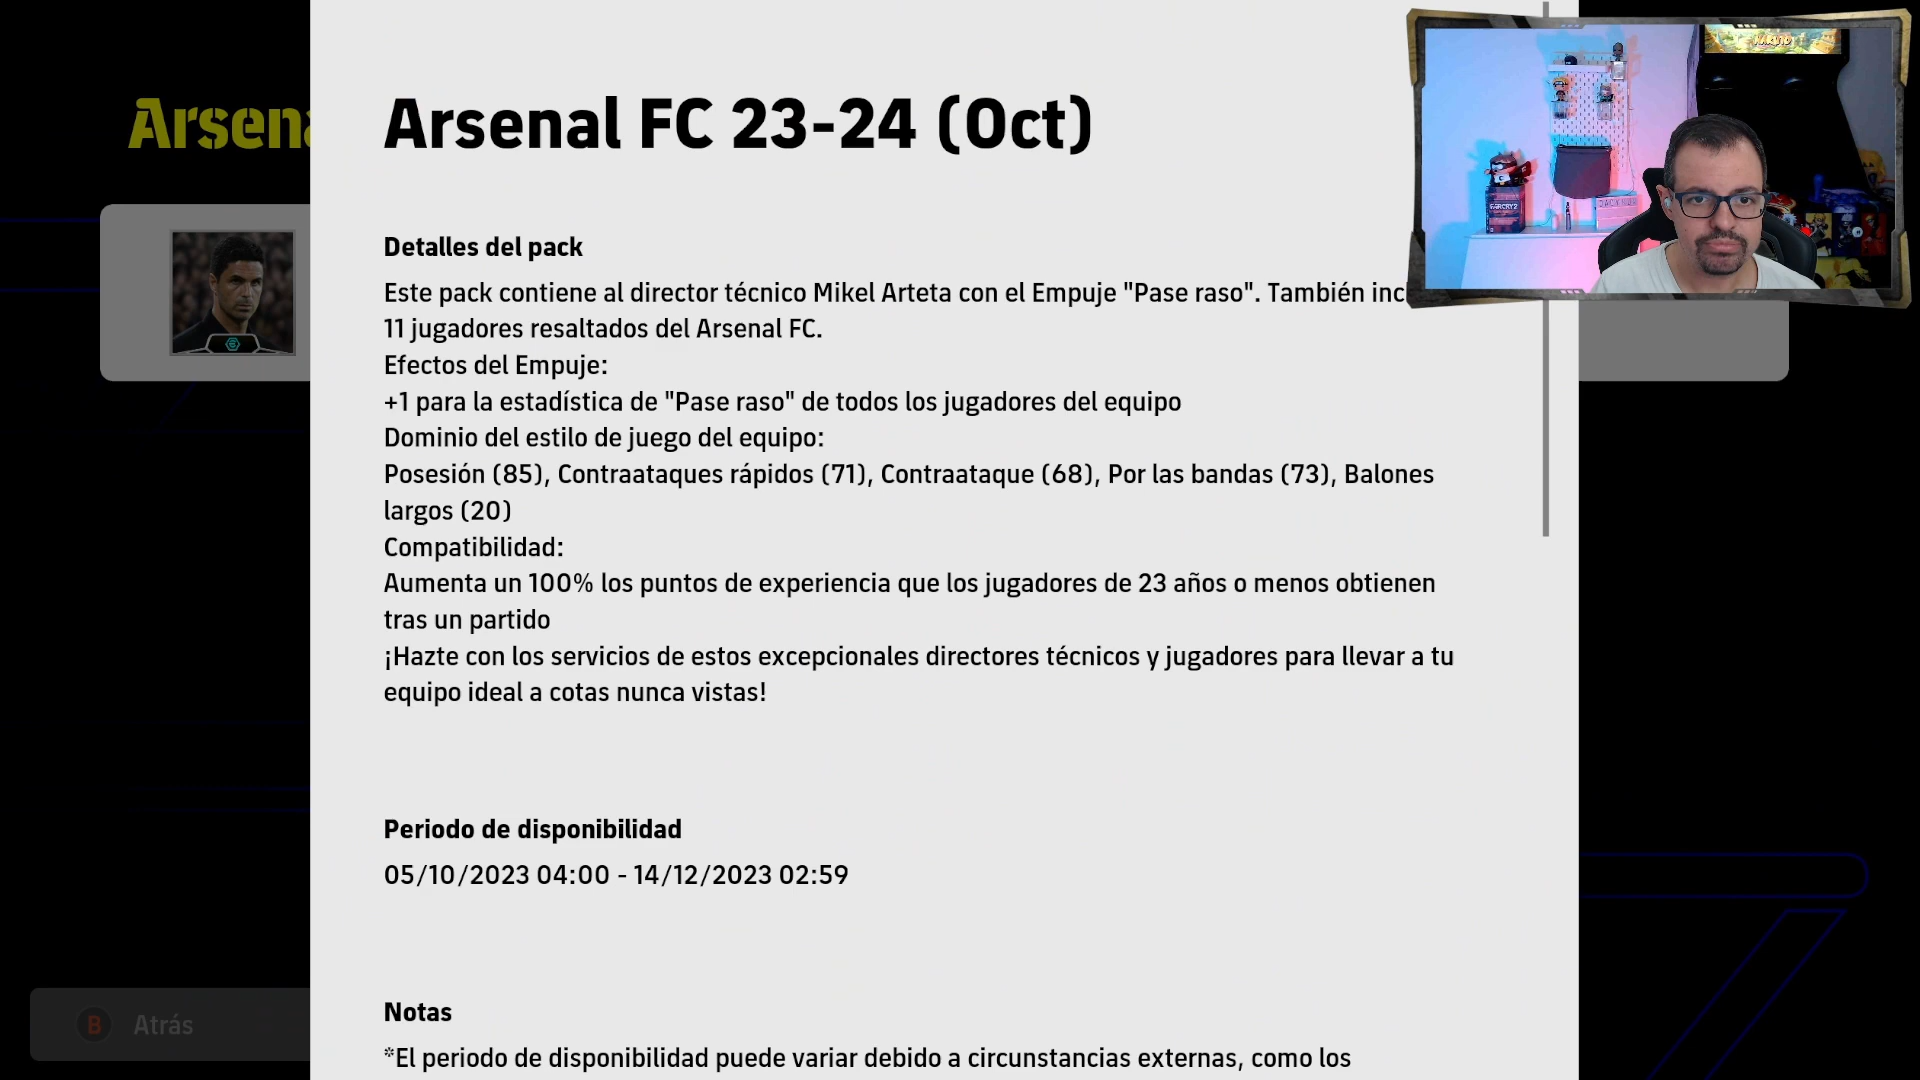 Arsenal FC 23-24 (Oct)
Detalles del pack
Este pack contiene al director técnico Mikel Arteta con el Empuje "Pase raso". También inc
11 jugadores resaltados del Arsenal FC.
Efectos del Empuje:
+1 para la estadística de "Pase raso" de todos los jugadores del equipo
Dominio del estilo de juego del equipo:
Posesión (85), Contraataques rápidos (71), Contraataque (68), Por las bandas (73), Balones
largos (20)
Compatibilidad:
Aumenta un 100% los puntos de experiencia que los jugadores de 23 años o menos obtienen
tras un partido
¡Hazte con los servicios de estos excepcionales directores técnicos y jugadores para llevar a tu
equipo ideal a cotas nunca vistas!
Periodo de disponibilidad
05/10/2023 04:00 - 14/12/2023 02:59
Notas
*El periodo de disponibilidad puede variar debido a circunstancias externas, como los
Arsena
B Atrás
FARCRY2